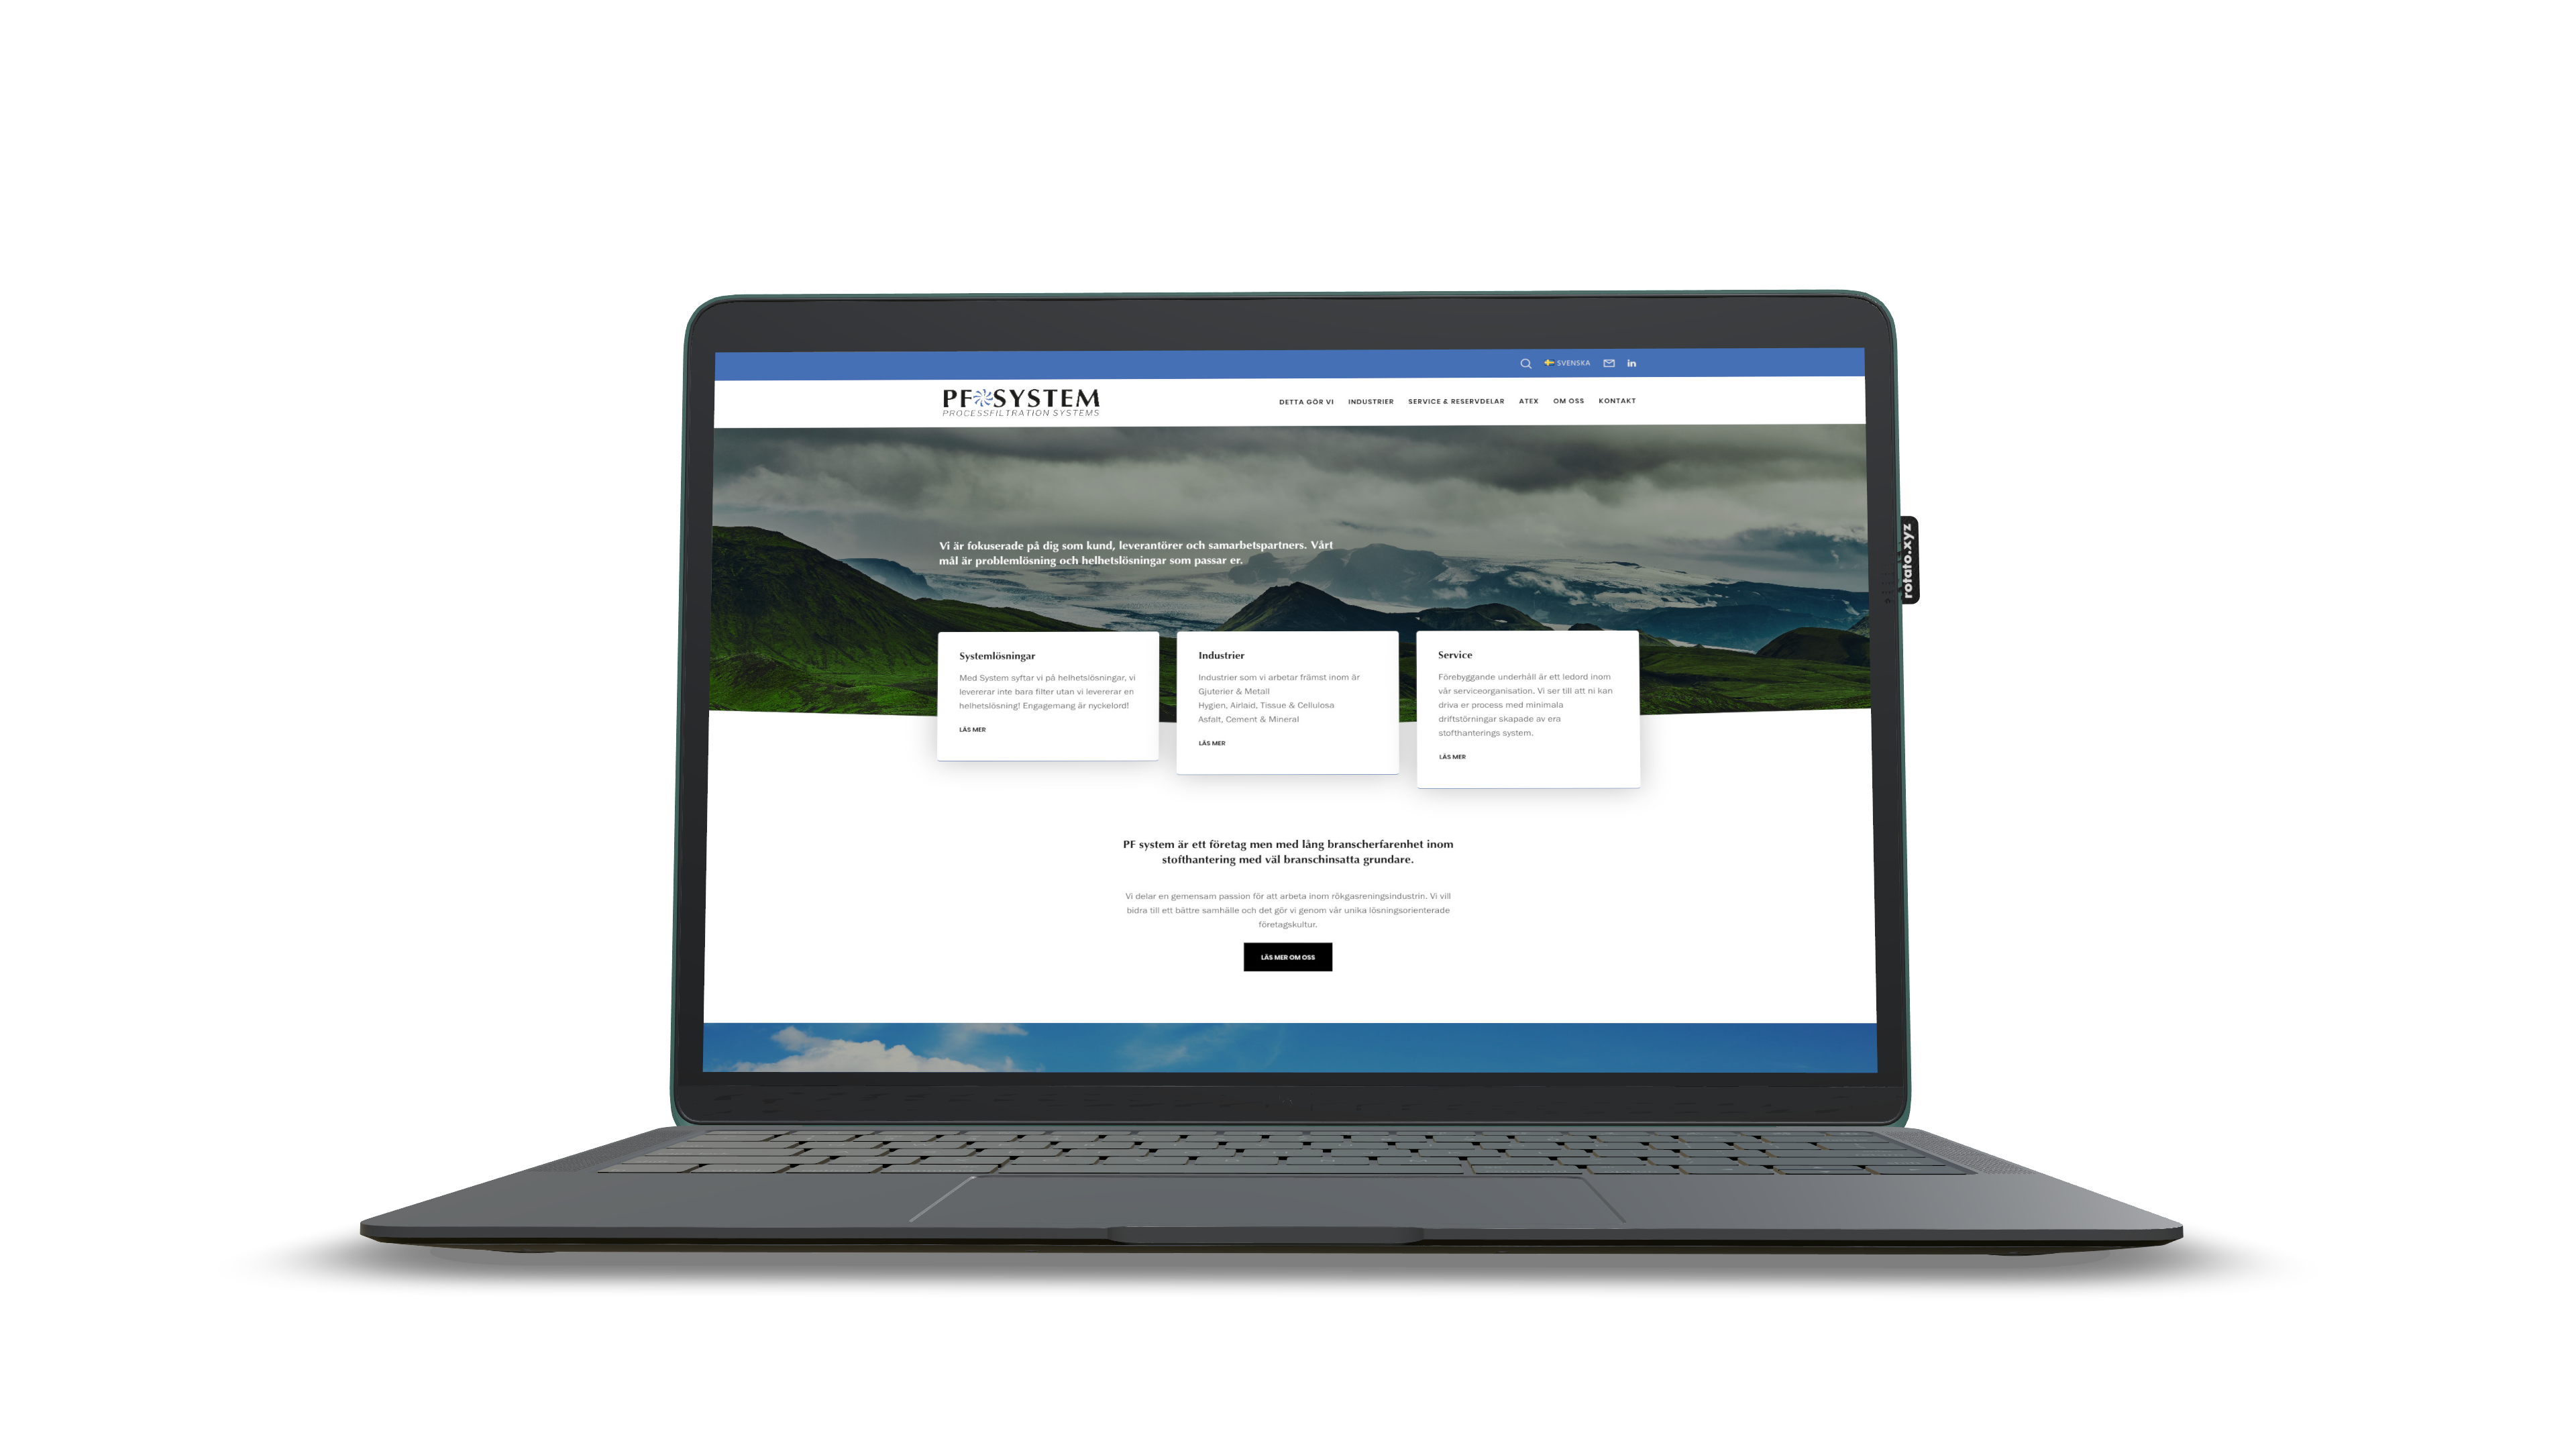 SVENSKA
in
PF SYSTEM
PROCESSFILTRATION SYSTEMS
DETTA GÖR VI INDUSTRIER SERVICE & RESERVDELAR ATEX OM OSS KONTAKT
Vi är fokuserade på dig som kund, leverantörer och samarbetspartners. Vårt
mål är problemlösning och helhetslösningar som passar er.
Systemlösningar
Med System syftar vi på helhetslösningar, vi
levererar inte bara filter utan vi levererar en
helhetslösning! Engagemang är nyckelord!
LÄS MER
Industrier
Industrier som vi arbetar främst inom är
Gjuterier & Metall
Hygien, Airlaid, Tissue & Cellulosa
Asfalt, Cement & Mineral
LÄS MER
Service
Förebyggande underhåll är ett ledord inom
vår serviceorganisation. Vi ser till att ni kan
driva er process med minimala
driftstörningar skapade av era
stofthanterings system.
LÄS MER
PF system är ett företag men med lång branscherfarenhet inom
stofthantering med väl branschinsatta grundare.
Vi delar en gemensam passion för att arbeta inom rökgasreningsindustrin. Vi vill
bidra till ett bättre samhälle och det gör vi genom vår unika lösningsorienterade
företagskultur.
LÄS MER OM OSS
rotato.xyz